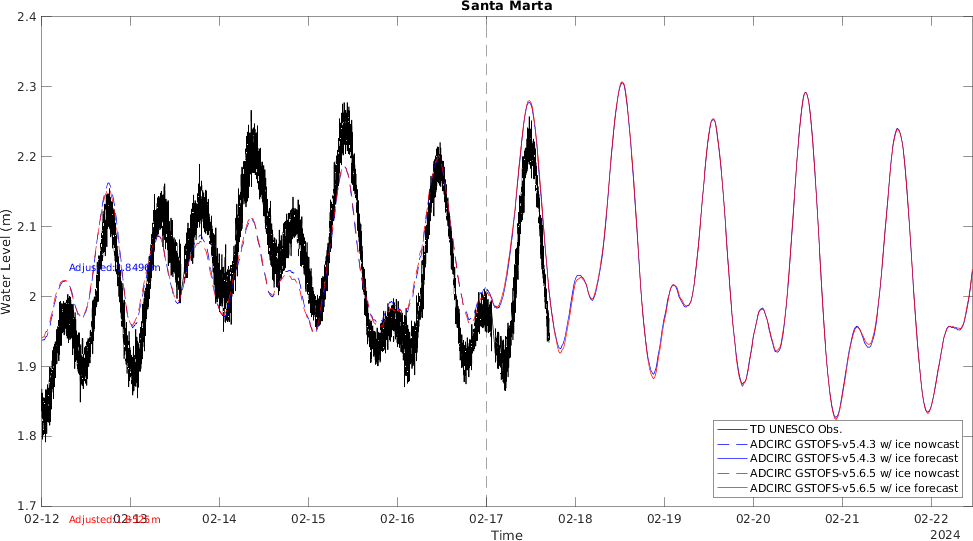 Santa Marta
2.4
2.3
2.2
2.1
2
1.9
1.8
1.7
Water Level (m)
TD UNESCO Obs.
ADCIRC GSTOFS-v5.4.3 w/ ice nowcast
ADCIRC GSTOFS-v5.4.3 w/ ice forecast
ADCIRC GSTOFS-v5.6.5 w/ ice nowcast
ADCIRC GSTOFS-v5.6.5 w/ ice forecast
02-12 02-13 02-14 02-15 02-16 02-17 02-18 02-19 02-20 02-21 02-22
Time
2024